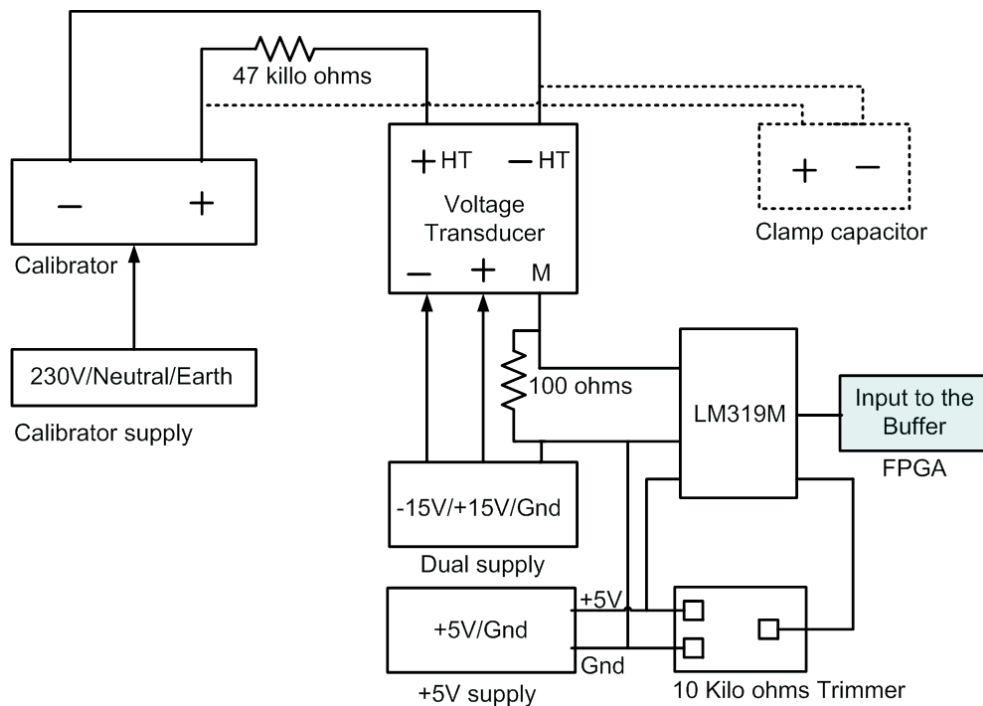 47 killo ohms
+ HT − HT
Voltage
Transducer
− + M
− +
Calibrator
+ −
Clamp capacitor
230V/Neutral/Earth
Calibrator supply
100 ohms
LM319M
Input to the
Buffer
FPGA
-15V/+15V/Gnd
Dual supply
+5V
+5V/Gnd
Gnd
+5V supply
10 Kilo ohms Trimmer